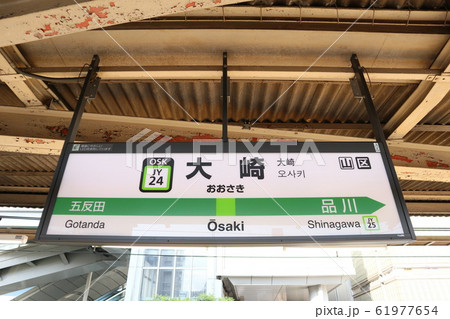 OSK
JY
24
大崎
おおさき
大崎
오사키
山区
五反田
品川
Gotanda
Ōsaki
Shinagawa
JY
25
pixta
61977654